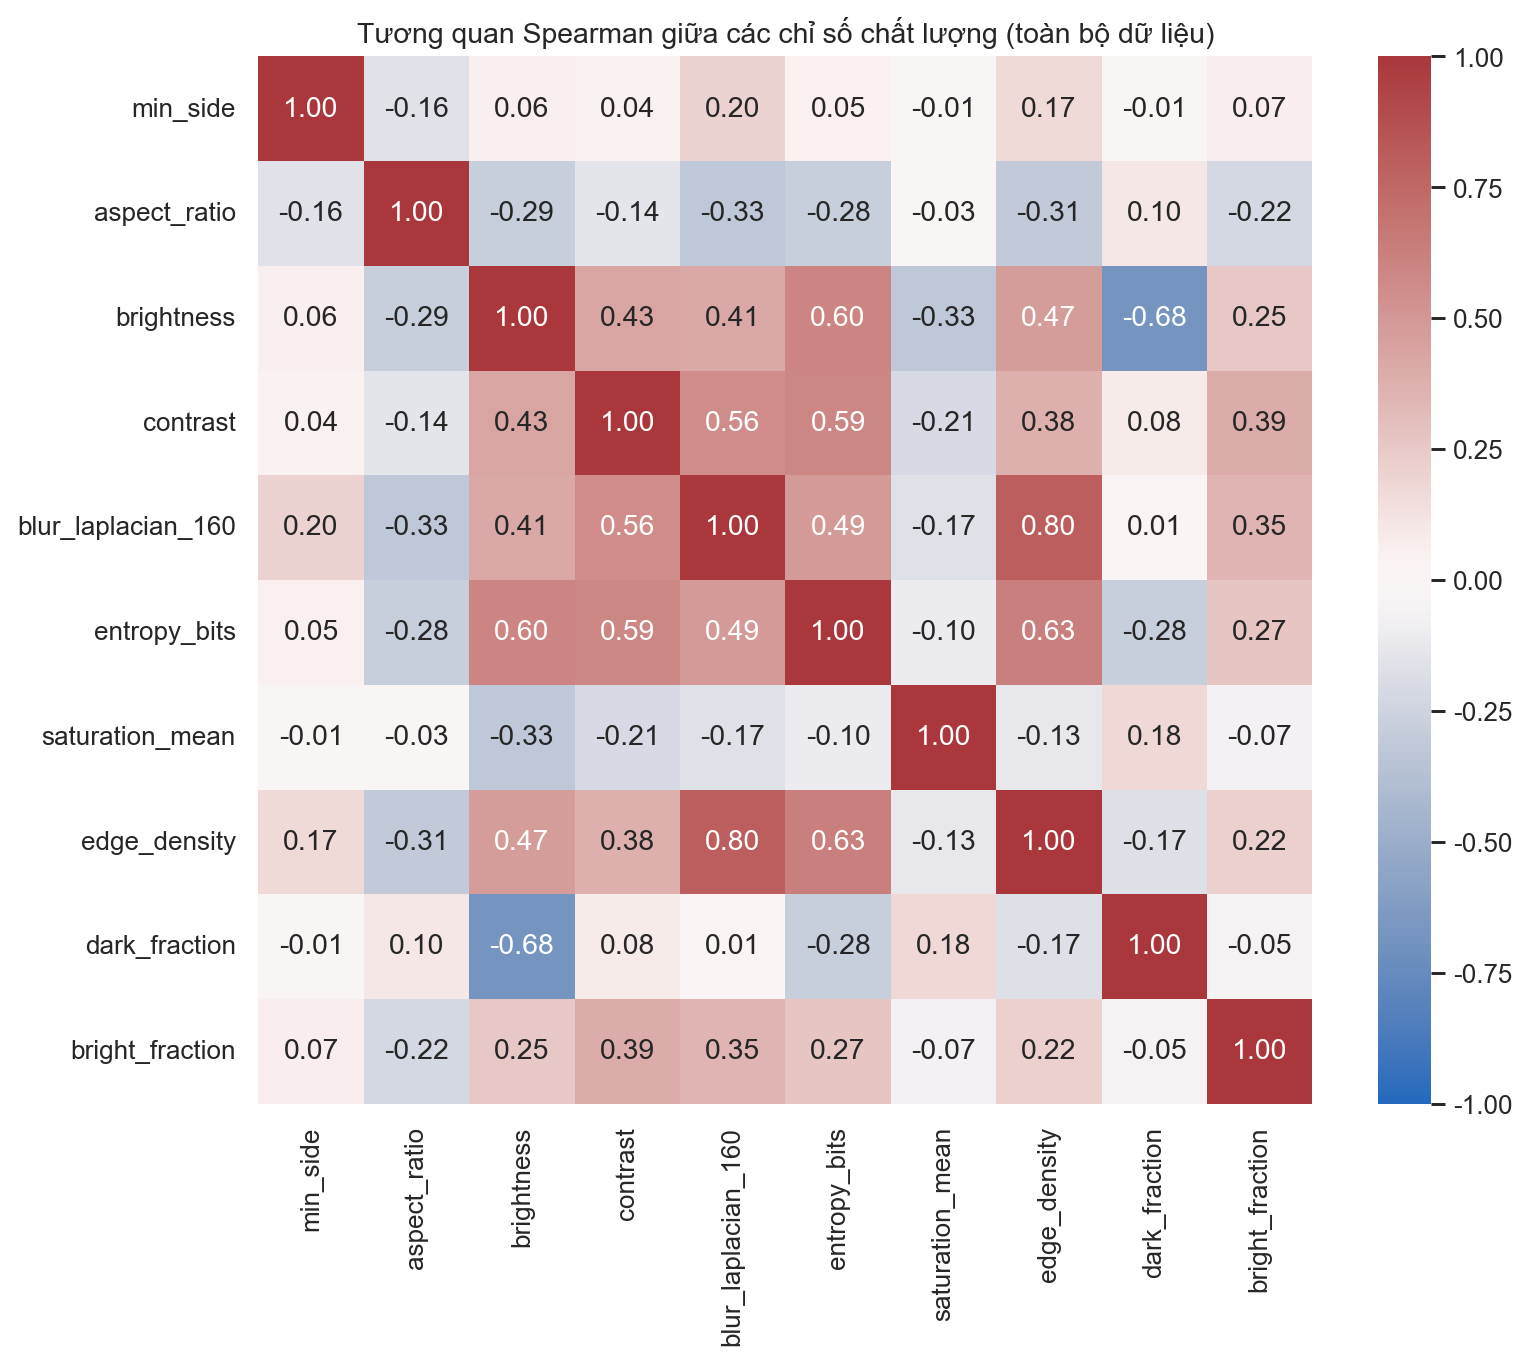 Tương quan Spearman giữa các chỉ số chất lượng (toàn bộ dữ liệu)
min_side 1.00 -0.16 0.06 0.04 0.20 0.05 -0.01 0.17 -0.01 0.07
aspect_ratio -0.16 1.00 -0.29 -0.14 -0.33 -0.28 -0.03 -0.31 0.10 -0.22
brightness 0.06 -0.29 1.00 0.43 0.41 0.60 -0.33 0.47 -0.68 0.25
contrast 0.04 -0.14 0.43 1.00 0.56 0.59 -0.21 0.38 0.08 0.39
blur_laplacian_160 0.20 -0.33 0.41 0.56 1.00 0.49 -0.17 0.80 0.01 0.35
entropy_bits 0.05 -0.28 0.60 0.59 0.49 1.00 -0.10 0.63 -0.28 0.27
saturation_mean -0.01 -0.03 -0.33 -0.21 -0.17 -0.10 1.00 -0.13 0.18 -0.07
edge_density 0.17 -0.31 0.47 0.38 0.80 0.63 -0.13 1.00 -0.17 0.22
dark_fraction -0.01 0.10 -0.68 0.08 0.01 -0.28 0.18 -0.17 1.00 -0.05
bright_fraction 0.07 -0.22 0.25 0.39 0.35 0.27 -0.07 0.22 -0.05 1.00
min_side
aspect_ratio
brightness
contrast
blur_laplacian_160
entropy_bits
saturation_mean
edge_density
dark_fraction
bright_fraction
1.00
0.75
0.50
0.25
0.00
-0.25
-0.50
-0.75
-1.00